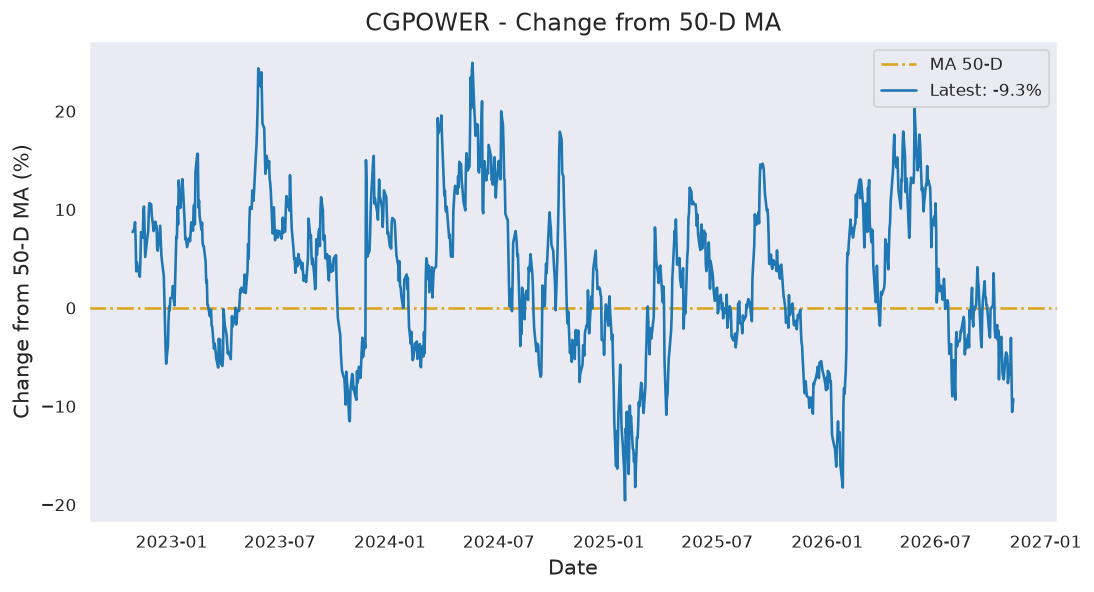 CGPOWER - Change from 50-D MA
MA 50-D
Latest: -9.3%
Change from 50-D MA (%)
20
10
0
−10
−20
2023-01 2023-07 2024-01 2024-07 2025-01 2025-07 2026-01 2026-07 2027-01
Date